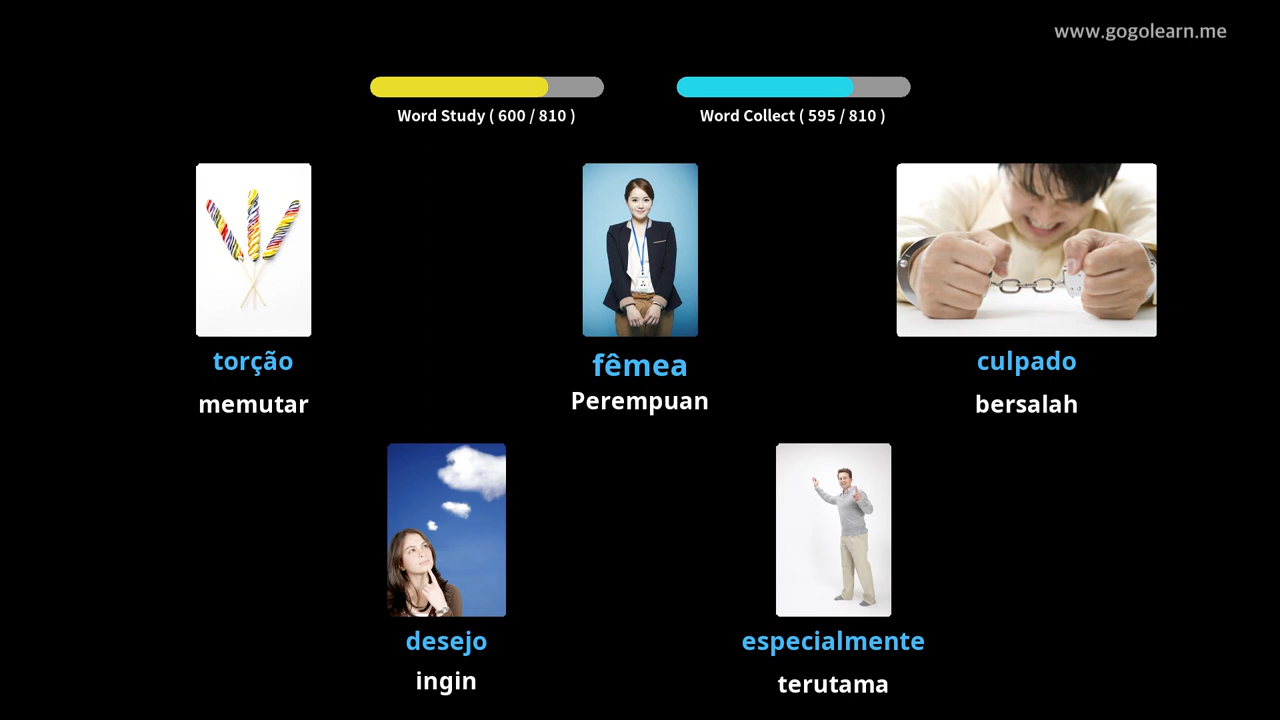 www.gogolearn.me
Word Study ( 600 / 810 )
Word Collect ( 595 / 810 )
torção
memutar
fêmea
Perempuan
culpado
bersalah
desejo
ingin
especialmente
terutama